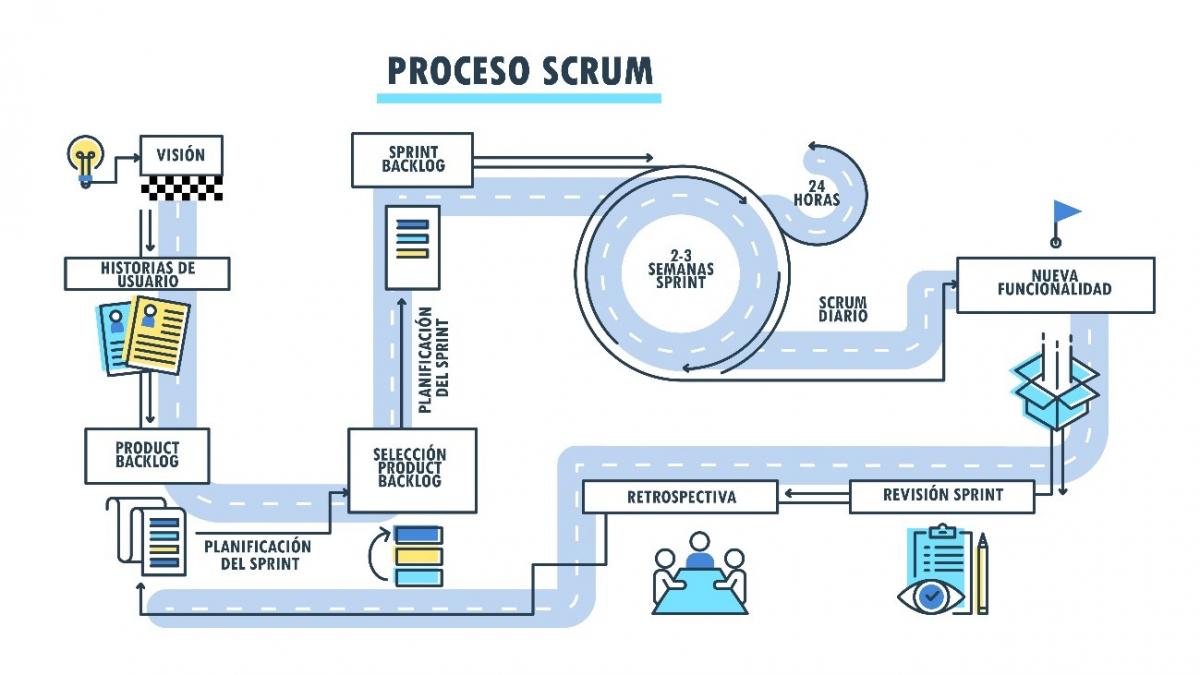 PROCESO SCRUM
VISIÓN
HISTORIAS DE
USUARIO
PRODUCT
BACKLOG
PLANIFICACIÓN
DEL SPRINT
SELECCIÓN
PRODUCT
BACKLOG
PLANIFICACIÓN
DEL SPRINT
SPRINT
BACKLOG
2-3
SEMANAS
SPRINT
24
HORAS
SCRUM
DIARIO
NUEVA
FUNCIONALIDAD
REVISIÓN SPRINT
RETROSPECTIVA